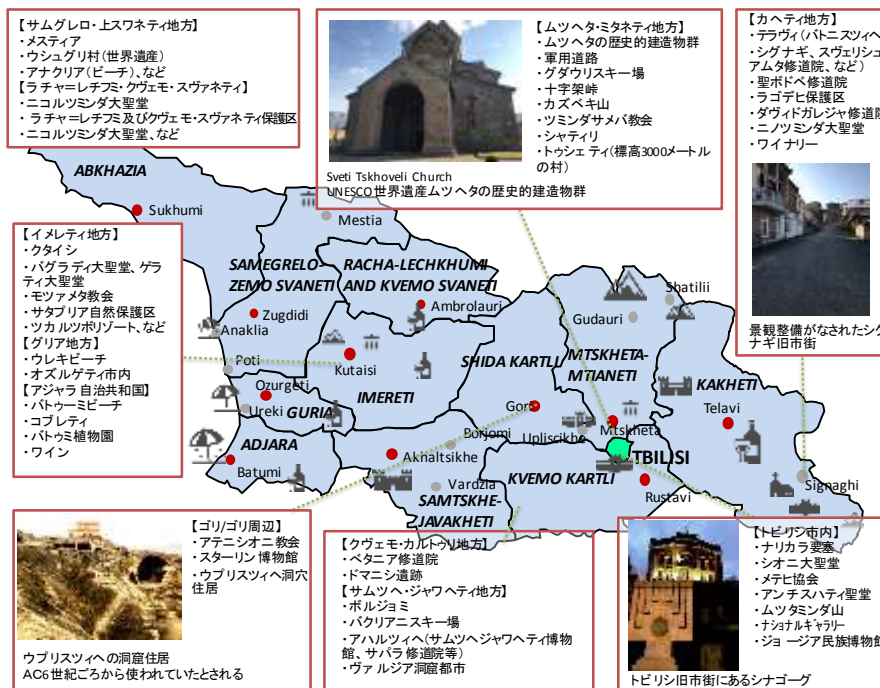 【サムグレロ・上スワネティ地方】
・メスティア
・ウシュグリ村(世界遺産)
・アナクリア(ビーチ)、など
【ラチャ=レチフミ・クヴェモ・スヴァネティ】
・ニコルツミンダ大聖堂
・ラチャ=レチフミ及びクヴェモ・スヴァネティ保護区
・ニコルツミンダ大聖堂、など
Sveti Tskhoveli Church
UNESCO世界遺産ムツヘタの歴史的建造物群
【ムツヘタ・ミタネティ地方】
・ムツヘタの歴史的建造物群
・軍用道路
・グダウリスキー場
・十字架峠
・カズベキ山
・ツミンダサメバ教会
・シャティリ
・トゥシェティ(標高3000メートル
の村)
【カヘティ地方】
・テラヴィ(バトニスツィヘ
・シグナギ、スヴェリシェ
アムタ修道院、など)
・聖ボドベ修道院
・ラゴデヒ保護区
・ダヴィドガレジャ修道院
・ニノツミンダ大聖堂
・ワイナリー
景観整備がなされたシグ
ナギ旧市街
【イメレティ地方】
・クタイシ
・バグラディ大聖堂、ゲラ
ティ大聖堂
・モツァメタ教会
・サタプリア自然保護区
・ツカルツボリゾート、など
【グリア地方】
・ウレキビーチ
・オズルゲティ市内
【アジャラ自治共和国】
・バトゥーミビーチ
・コブレティ
・バトゥミ植物園
・ワイン
ABKHAZIA
Sukhumi
Mestia
SAMEGRELO-
ZEMO SVANETI
RACHA-LECHKHUMI
AND KVEMO SVANETI
Ambrolauri
Zugdidi
Anaklia
Poti
Kutaisi
IMERETI
Ozurgeti
Ureki
GURIA
ADJARA
Batumi
SHIDA KARTLI
Gori
Upliscikhe
Borjomi
Aknaltsikhe
Vardzia
SAMTSKHE-
JAVAKHETI
Shatilii
Gudauri
MTSKHETA-
MTIANETI
Mtskheta
TBILISI
KVEMO KARTLI
Rustavi
KAKHETI
Telavi
Signaghi
【ゴリ/ゴリ周辺】
・アテニシオニ教会
・スターリン博物館
・ウプリスツィヘ洞穴
住居
ウプリスツィヘの洞窟住居
AC6世紀ごろから使われていたとされる
【クヴェモ・カルトゥリ地方】
・ベタニア修道院
・ドマニシ遺跡
【サムツヘ・ジャワヘティ地方】
・ボルジョミ
・バクリアニスキー場
・アハルツィヘ(サムツヘジャワヘティ博物
館、サパラ修道院等)
・ヴァルジア洞窟都市
【トビリシ市内】
・ナリカラ要塞
・シオニ大聖堂
・メテヒ協会
・アンチスハティ聖堂
・ムツタミンダ山
・ナショナルギャラリー
・ジョージア民族博物館
トビリシ旧市街にあるシナゴーグ